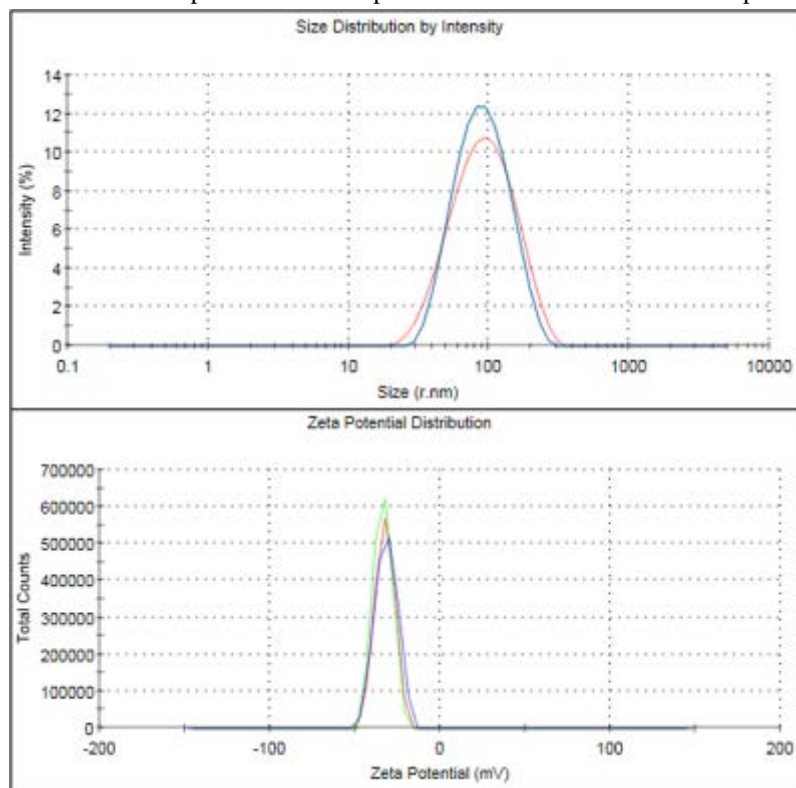 Size Distribution by Intensity
14
12
10
8
6
4
2
0
Intensity (%)
0.1 1 10 100 1000 10000
Size (r.nm)
Zeta Potential Distribution
700000
600000
500000
400000
300000
200000
100000
0
Total Counts
-200 -100 0 100 200
Zeta Potential (mV)